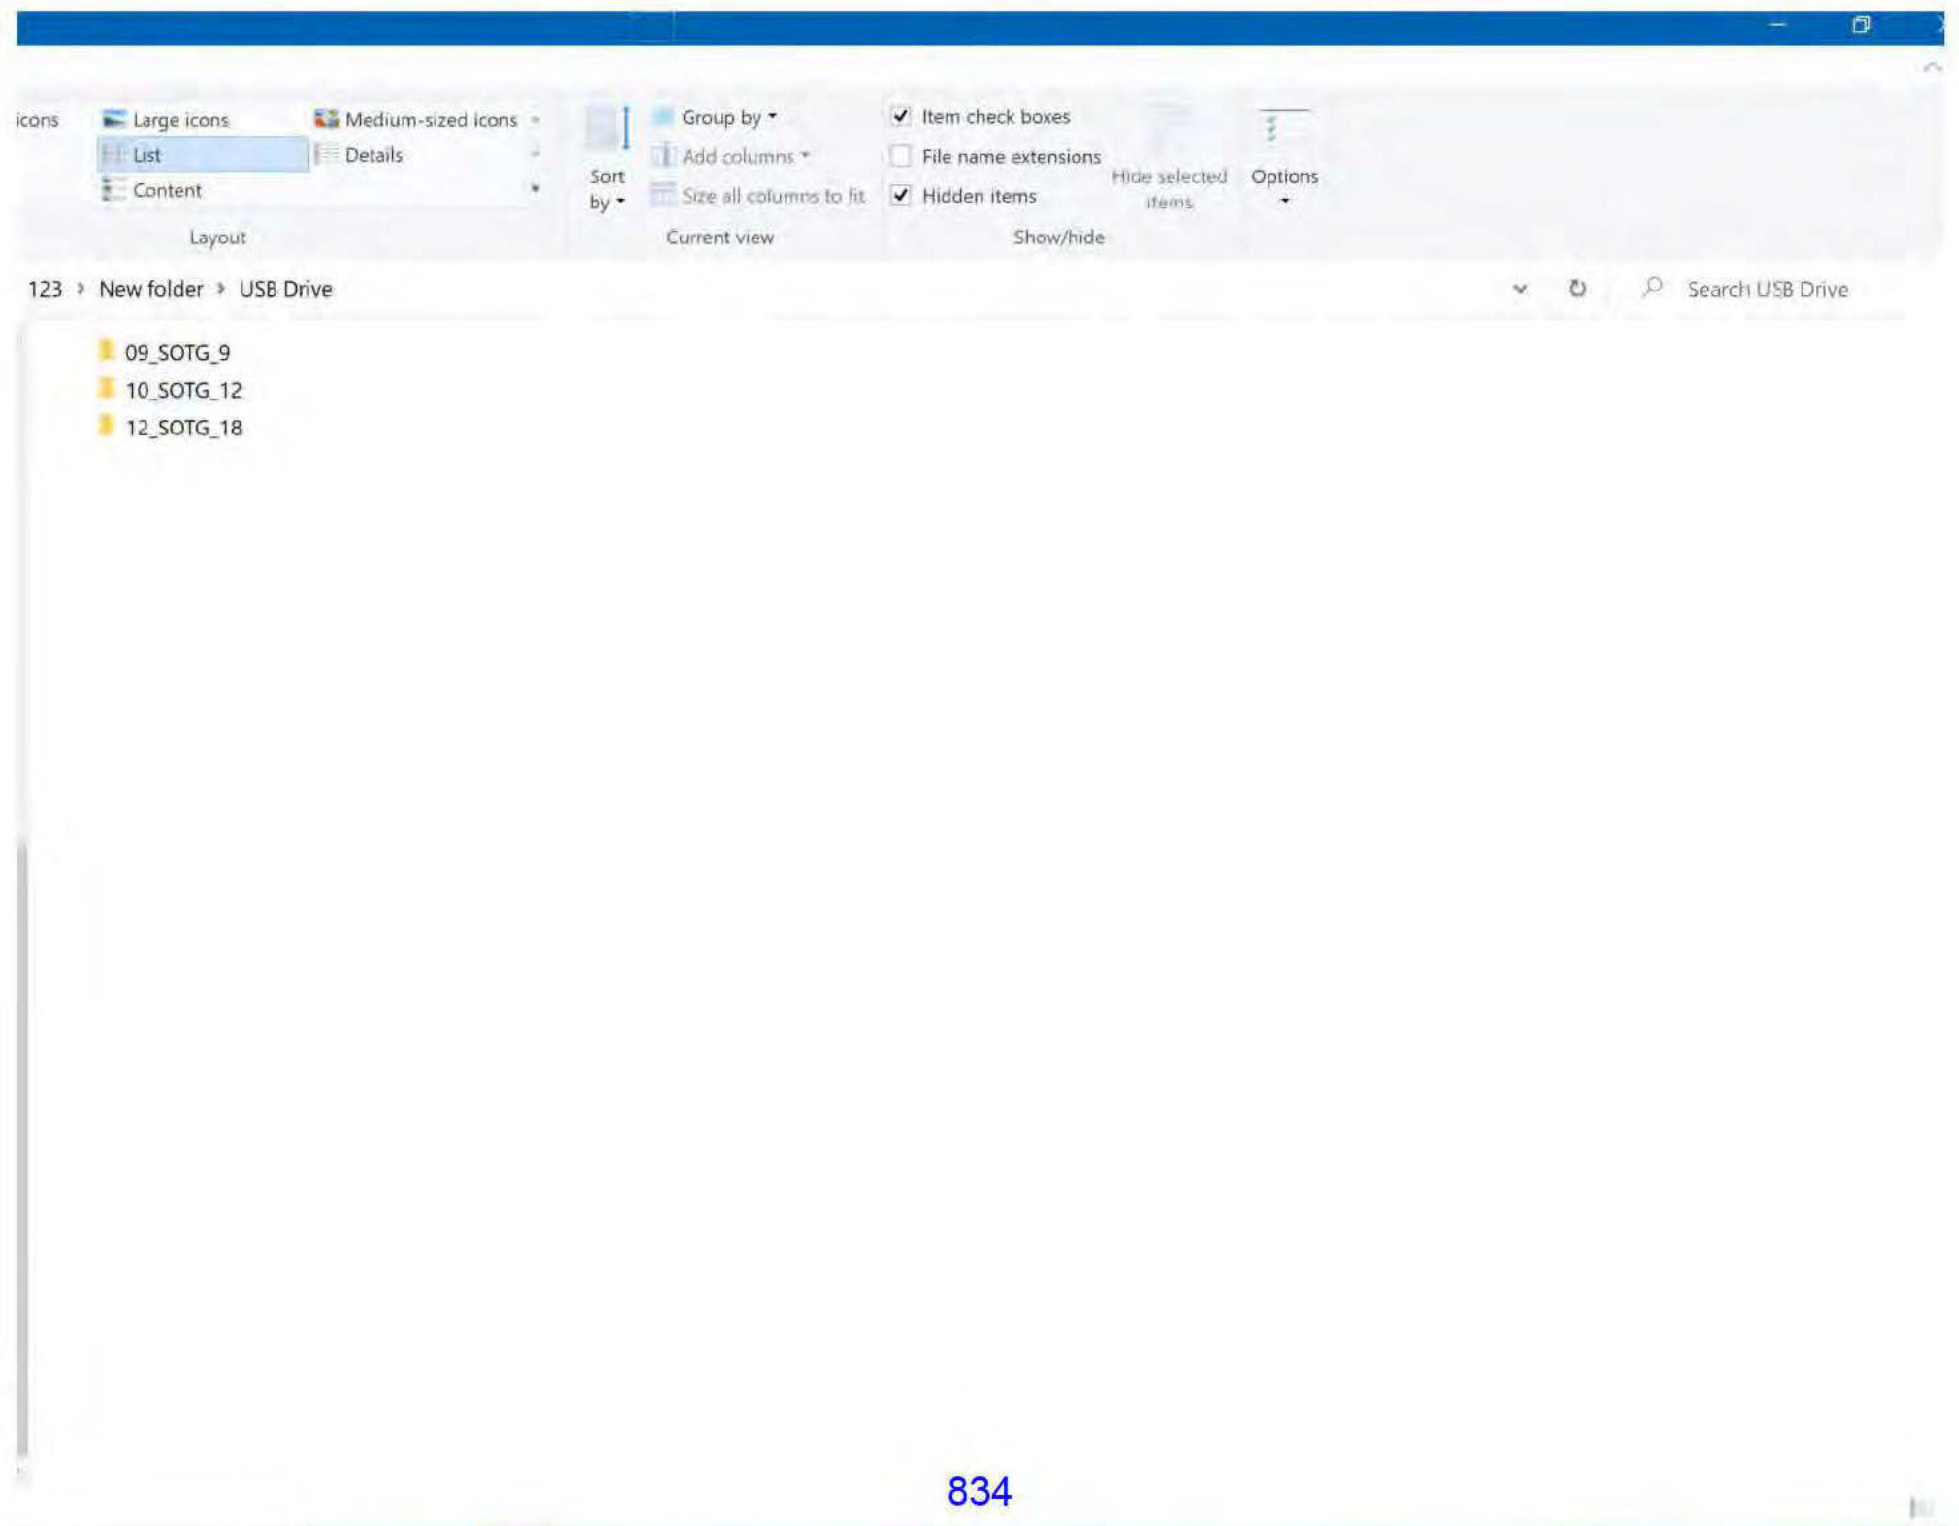 icons Large icons Medium-sized icons
List Details
Content
Layout
Sort by
Group by
Add columns
Size all columns to fit
Current view
Item check boxes
File name extensions
Hidden items
Hide selected items
Show/hide
Options
123 › New folder › USB Drive
Search USB Drive
09_SOTG_9
10_SOTG_12
12_SOTG_18
834